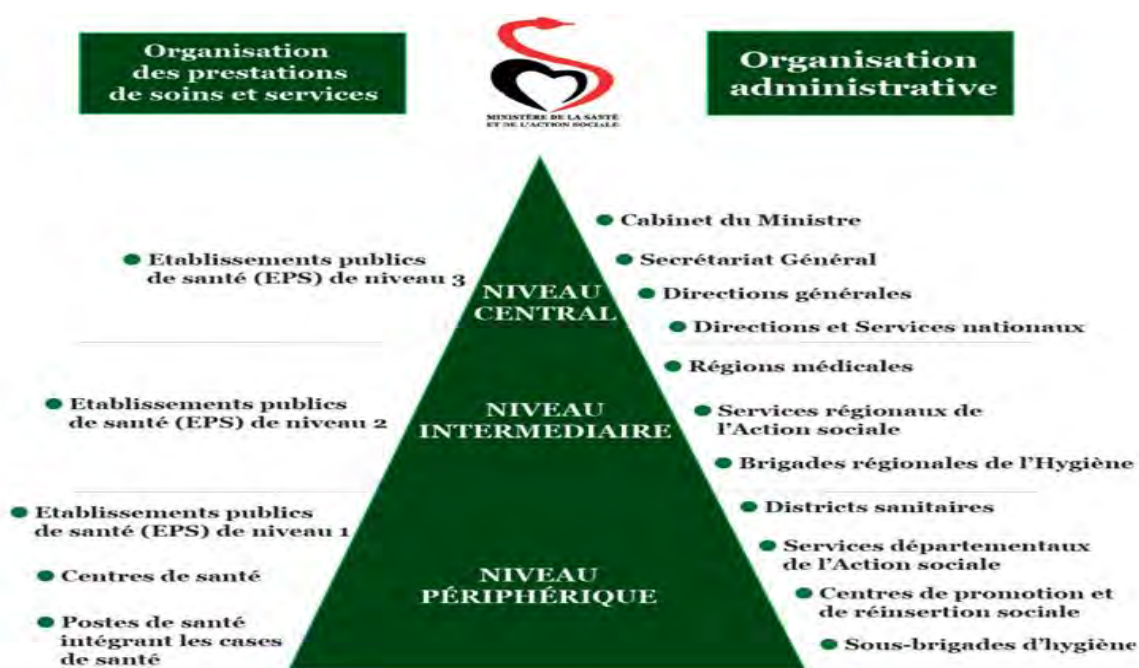 Organisation
des prestations
de soins et services
MINISTÈRE DE LA SANTÉ
ET DE L'ACTION SOCIALE
Organisation
administrative
Etablissements publics
de santé (EPS) de niveau 3
NIVEAU
CENTRAL
Cabinet du Ministre
Secrétariat Général
Directions générales
Directions et Services nationaux
Etablissements publics
de santé (EPS) de niveau 2
NIVEAU
INTERMEDIAIRE
Régions médicales
Services régionaux de
l'Action sociale
Brigades régionales de l'Hygiène
Etablissements publics
de santé (EPS) de niveau 1
Centres de santé
Postes de santé
intégrant les cases
de santé
NIVEAU
PÉRIPHÉRIQUE
Districts sanitaires
Services départementaux
de l'Action sociale
Centres de promotion et
de réinsertion sociale
Sous-brigades d'hygiène